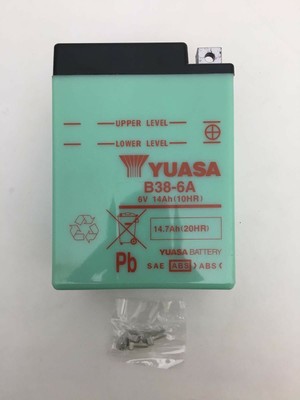 UPPER LEVEL
LOWER LEVEL
YUASA
B38-6A
6V 14Ah(10HR)
14.7Ah(20HR)
Pb
YUASA BATTERY
SAE ABS ABS